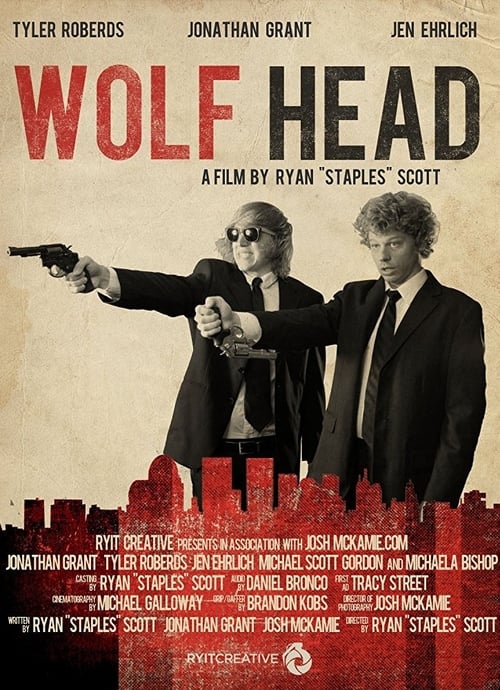 TYLER ROBERDS JONATHAN GRANT JEN EHRLICH
WOLF HEAD
A FILM BY RYAN "STAPLES" SCOTT
RYIT CREATIVE PRESENTS IN ASSOCIATION WITH JOSH MCKAMIE.COM
JONATHAN GRANT TYLER ROBERDS JEN EHRLICH MICHAEL SCOTT GORDON AND MICHAELA BISHOP
CASTING BY RYAN "STAPLES" SCOTT AUDIO BY DANIEL BRONCO FIRST AD TRACY STREET
CINEMATOGRAPHY BY MICHAEL GALLOWAY GRIP/GAFFER BY BRANDON KOBS DIRECTOR OF PHOTOGRAPHY JOSH MCKAMIE
WRITTEN BY RYAN "STAPLES" SCOTT JONATHAN GRANT JOSH MCKAMIE DIRECTED BY RYAN "STAPLES" SCOTT
RYITCREATIVE